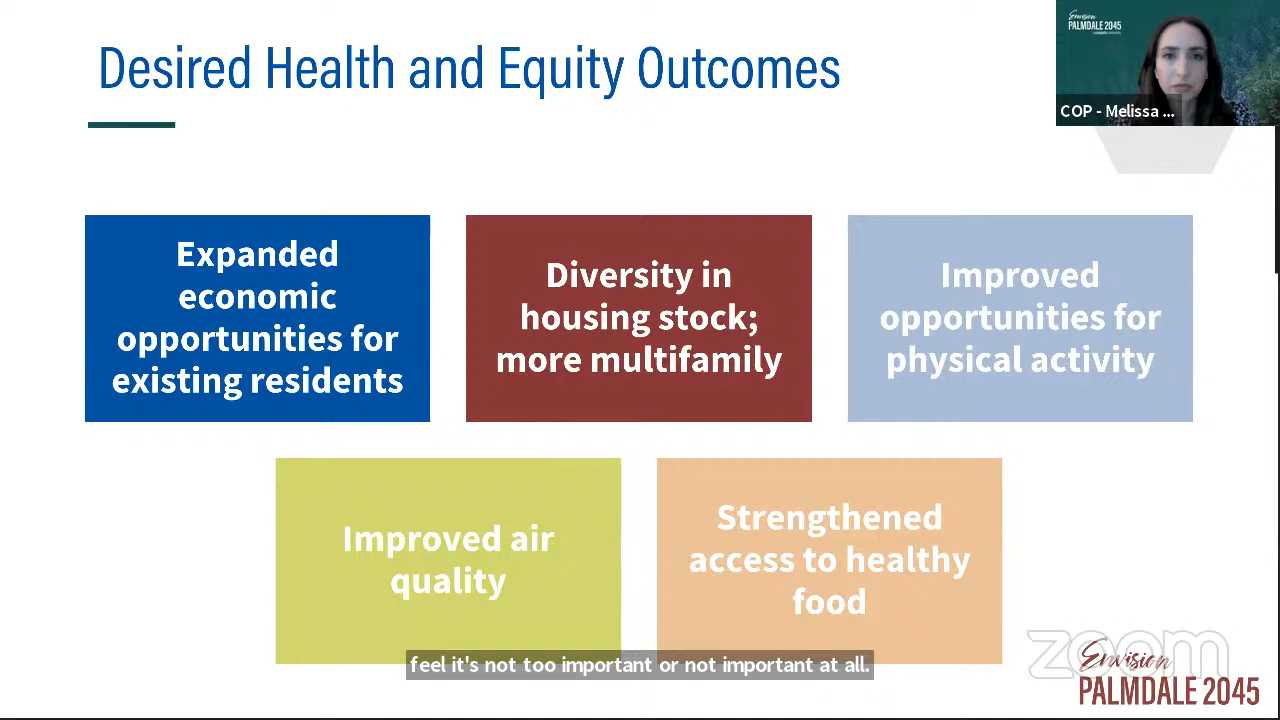 Desired Health and Equity Outcomes
Envision
PALMDALE 2045
COP - Melissa ...
Expanded
economic
opportunities for
existing residents
Diversity in
housing stock;
more multifamily
Improved
opportunities for
physical activity
Improved air
quality
Strengthened
access to healthy
food
feel it's not too important or not important at all.
zoom
Envision
PALMDALE 2045